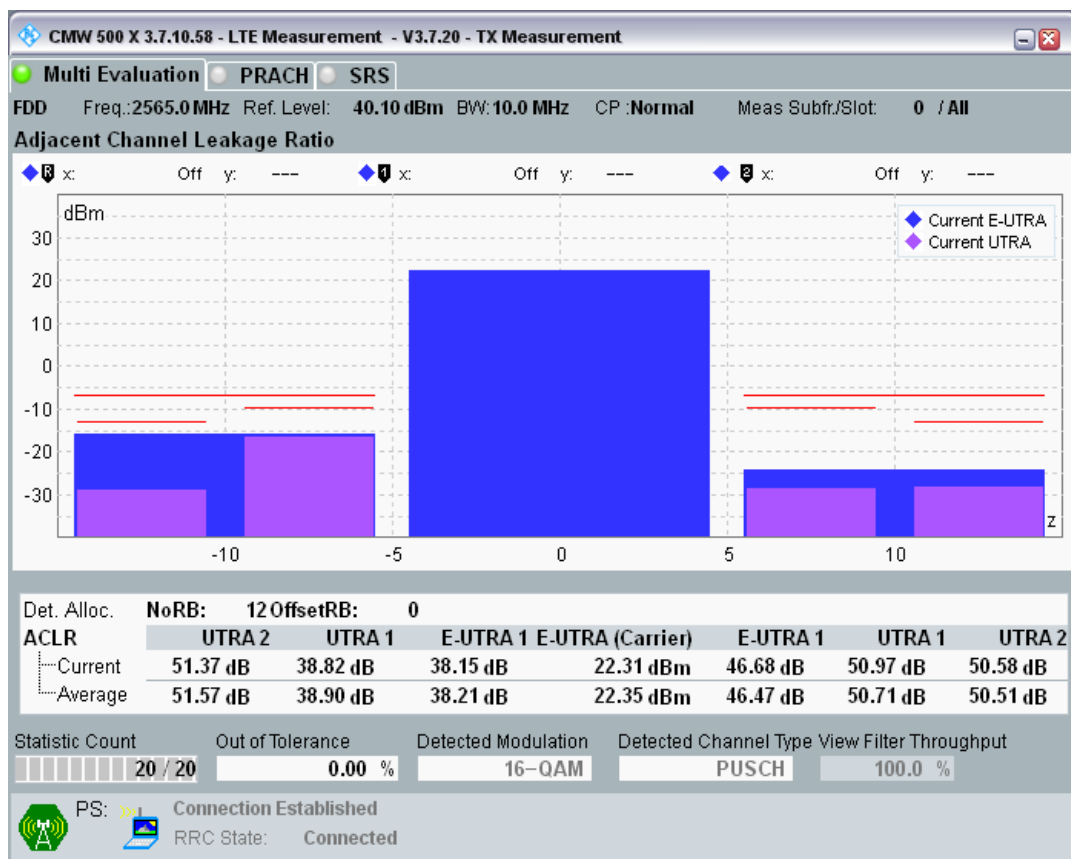 CMW 500 X 3.7.10.58 - LTE Measurement - V3.7.20 - TX Measurement
Multi Evaluation PRACH SRS
FDD Freq.:2565.0 MHz Ref. Level: 40.10 dBm BW: 10.0 MHz CP :Normal Meas Subfr./Slot: 0 / All
Adjacent Channel Leakage Ratio
R x: Off y: --- 1 x: Off y: --- 2 x: Off y: ---
dBm
Current E-UTRA
Current UTRA
30
20
10
0
-10
-20
-30
z
-10 -5 0 5 10
Det. Alloc. NoRB: 12 OffsetRB: 0
ACLR UTRA 2 UTRA 1 E-UTRA 1 E-UTRA (Carrier) E-UTRA 1 UTRA 1 UTRA 2
Current 51.37 dB 38.82 dB 38.15 dB 22.31 dBm 46.68 dB 50.97 dB 50.58 dB
Average 51.57 dB 38.90 dB 38.21 dB 22.35 dBm 46.47 dB 50.71 dB 50.51 dB
Statistic Count Out of Tolerance Detected Modulation Detected Channel Type View Filter Throughput
20 / 20 0.00 % 16-QAM PUSCH 100.0 %
PS: Connection Established
RRC State: Connected